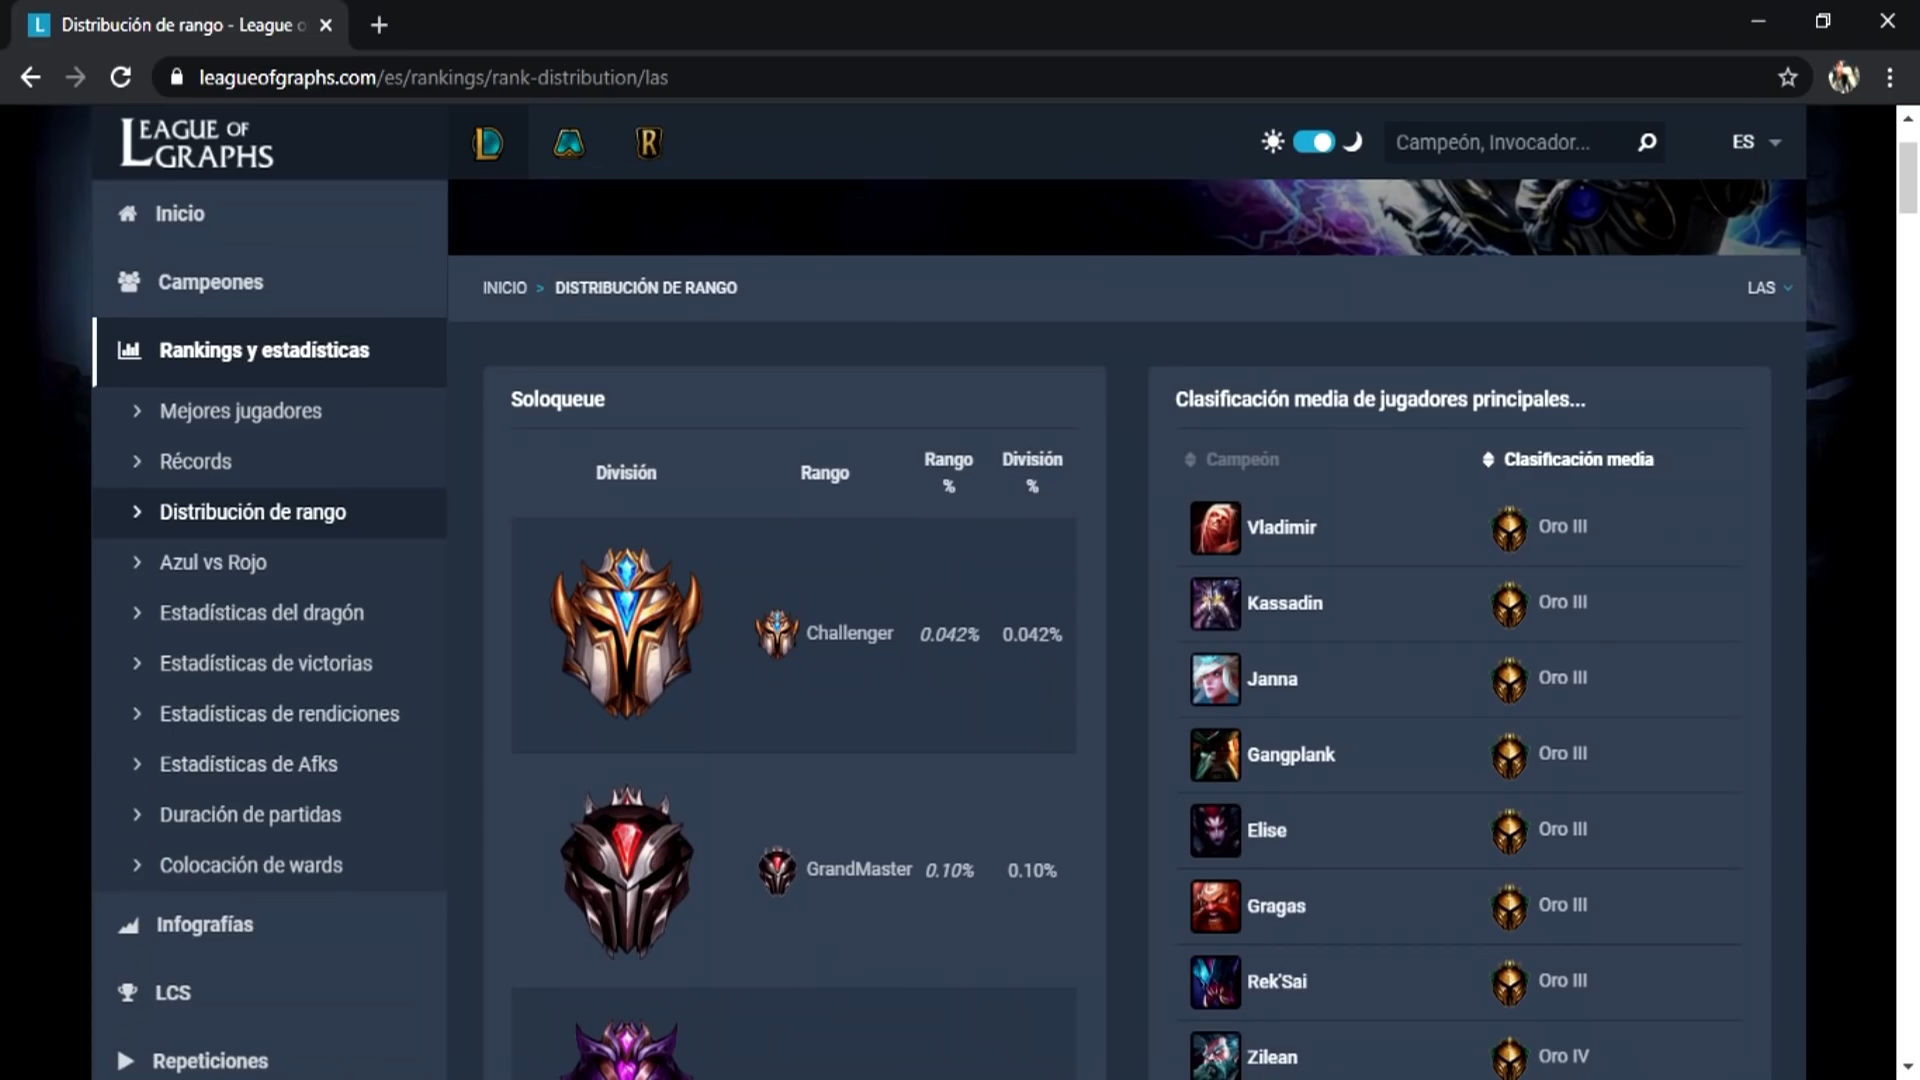 L Distribución de rango - League o
leagueofgraphs.com/es/rankings/rank-distribution/las
LEAGUE OF
GRAPHS
Campeón, Invocador...
ES
Inicio
Campeones
Rankings y estadísticas
Mejores jugadores
Récords
Distribución de rango
Azul vs Rojo
Estadísticas del dragón
Estadísticas de victorias
Estadísticas de rendiciones
Estadísticas de Afks
Duración de partidas
Colocación de wards
Infografías
LCS
Repeticiones
INICIO > DISTRIBUCIÓN DE RANGO
LAS
Soloqueue
División Rango Rango % División %
Challenger 0.042% 0.042%
GrandMaster 0.10% 0.10%
Clasificación media de jugadores principales...
Campeón Clasificación media
Vladimir Oro III
Kassadin Oro III
Janna Oro III
Gangplank Oro III
Elise Oro III
Gragas Oro III
Rek'Sai Oro III
Zilean Oro IV